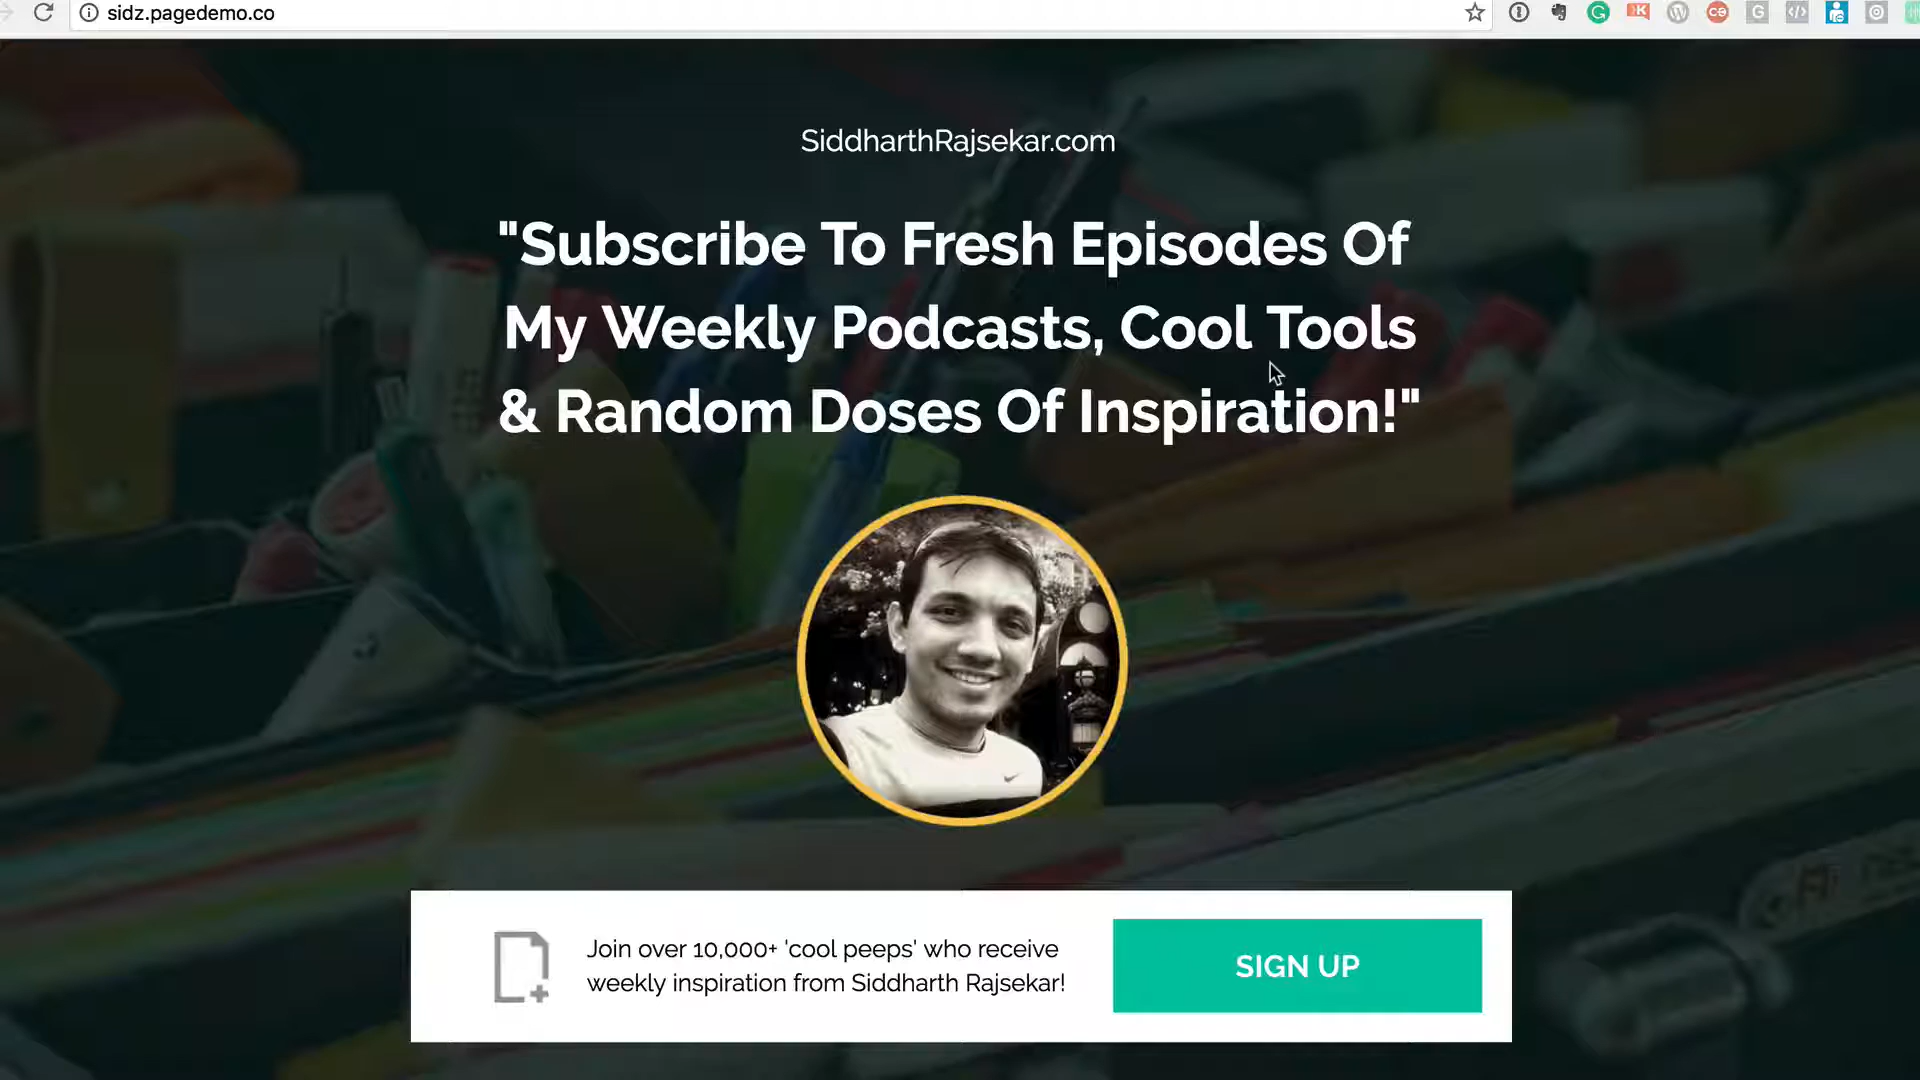 sidz.pagedemo.co
SiddharthRajsekar.com
"Subscribe To Fresh Episodes Of
My Weekly Podcasts, Cool Tools
& Random Doses Of Inspiration!"
Join over 10,000+ 'cool peeps' who receive
weekly inspiration from Siddharth Rajsekar!
SIGN UP